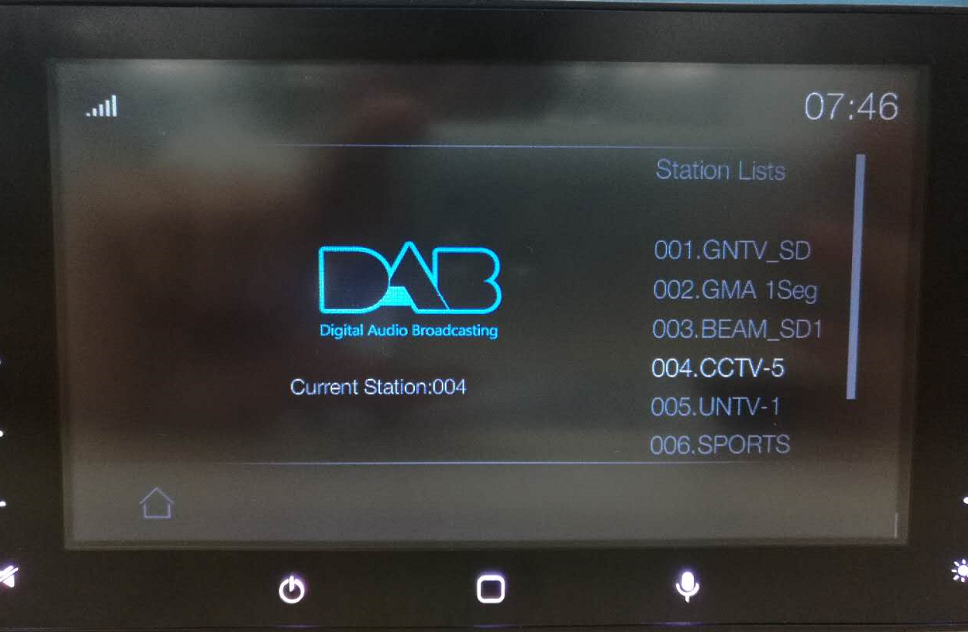 07:46
Station Lists
DAB
Digital Audio Broadcasting
Current Station:004
001.GNTV_SD
002.GMA 1Seg
003.BEAM_SD1
004.CCTV-5
005.UNTV-1
006.SPORTS